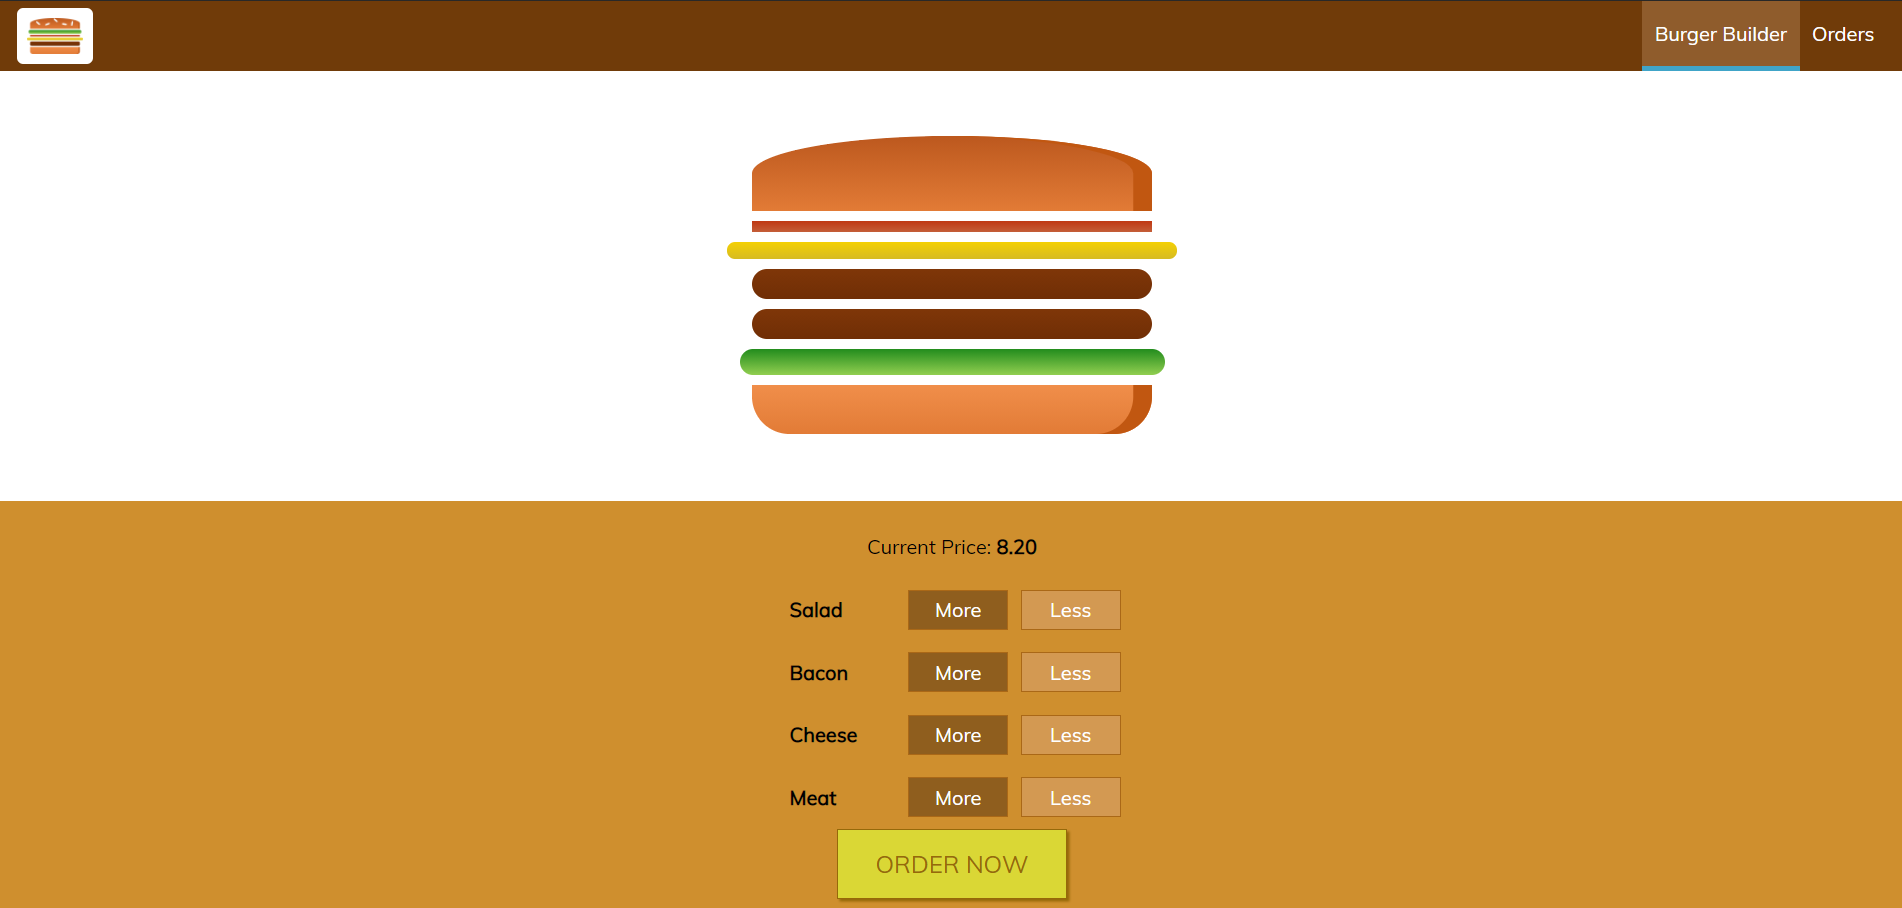 Burger Builder Orders
Current Price: 8.20
Salad More Less
Bacon More Less
Cheese More Less
Meat More Less
ORDER NOW